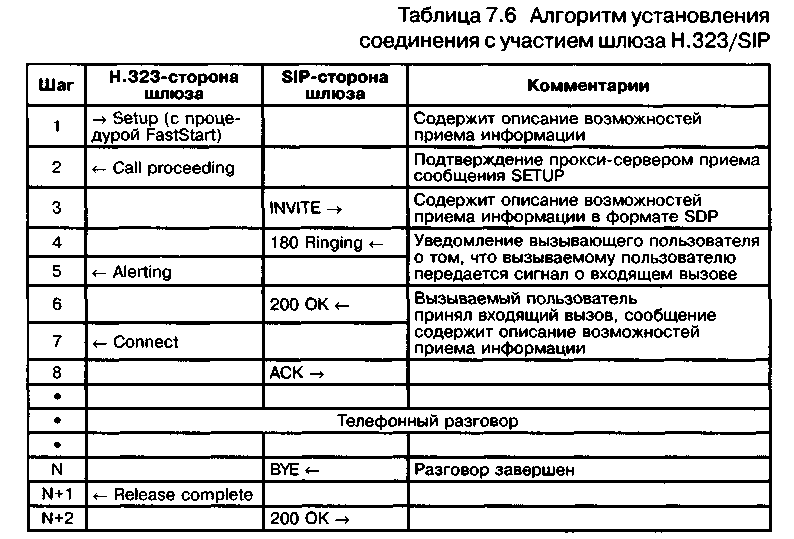 Таблица 7.6 Алгоритм установления
соединения с участием шлюза H.323/SIP
Шаг
H.323-сторона
шлюза
SIP-сторона
шлюза
Комментарии
1
→ Setup (с проце-
дурой FastStart)
Содержит описание возможностей
приема информации
2
← Call proceeding
Подтверждение прокси-сервером приема
сообщения SETUP
3
INVITE →
Содержит описание возможностей
приема информации в формате SDP
4
180 Ringing ←
Уведомление вызывающего пользователя
о том, что вызываемому пользователю
передается сигнал о входящем вызове
5
← Alerting
6
200 OK ←
Вызываемый пользователь
принял входящий вызов, сообщение
содержит описание возможностей
приема информации
7
← Connect
8
ACK →
•
•
Телефонный разговор
•
N
BYE ←
Разговор завершен
N+1
← Release complete
N+2
200 OK →